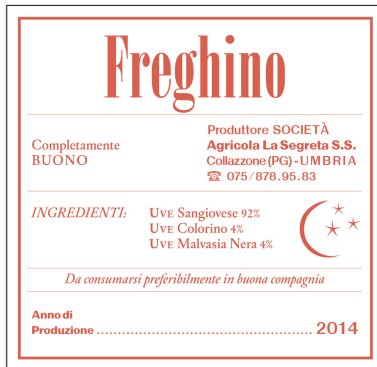 Freghino
Completamente
BUONO
Produttore SOCIETÀ
Agricola La Segreta S.S.
Collazzone (PG) - UMBRIA
☎ 075/878.95.83
INGREDIENTI:
UVE Sangiovese 92%
UVE Colorino 4%
UVE Malvasia Nera 4%
Da consumarsi preferibilmente in buona compagnia
Anno di
Produzione ................................................ 2014